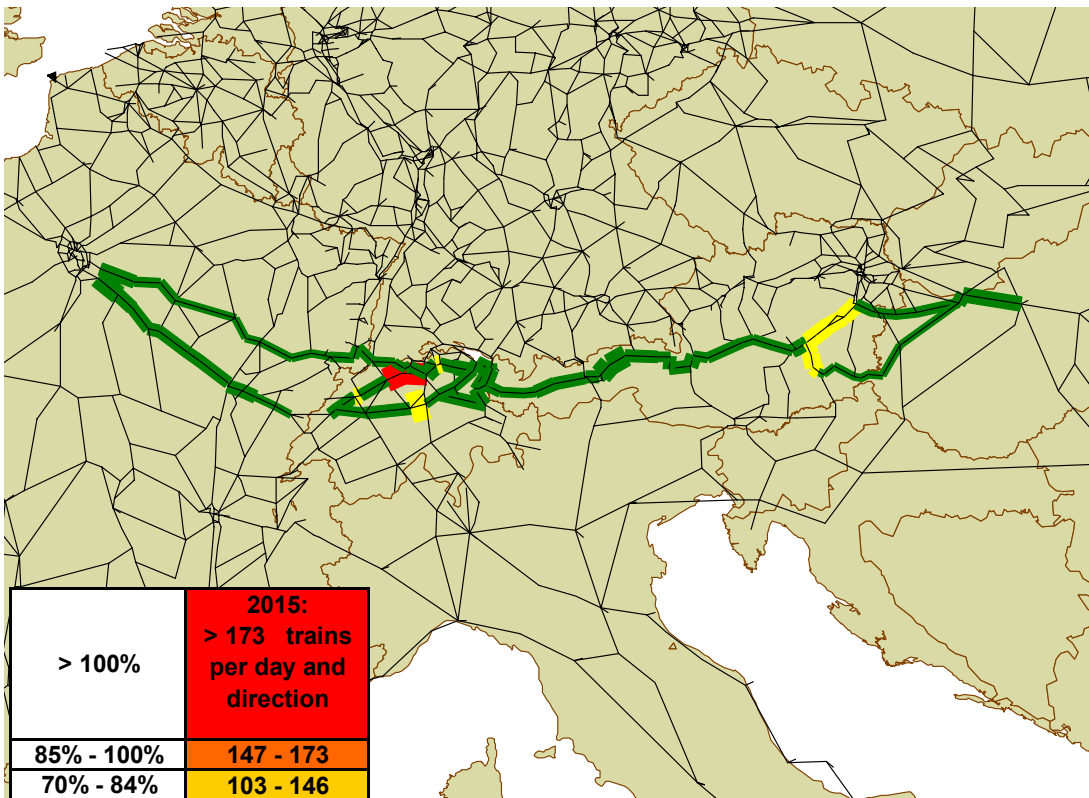 > 100%
2015:
> 173 trains
per day and
direction
85% - 100%
147 - 173
70% - 84%
103 - 146